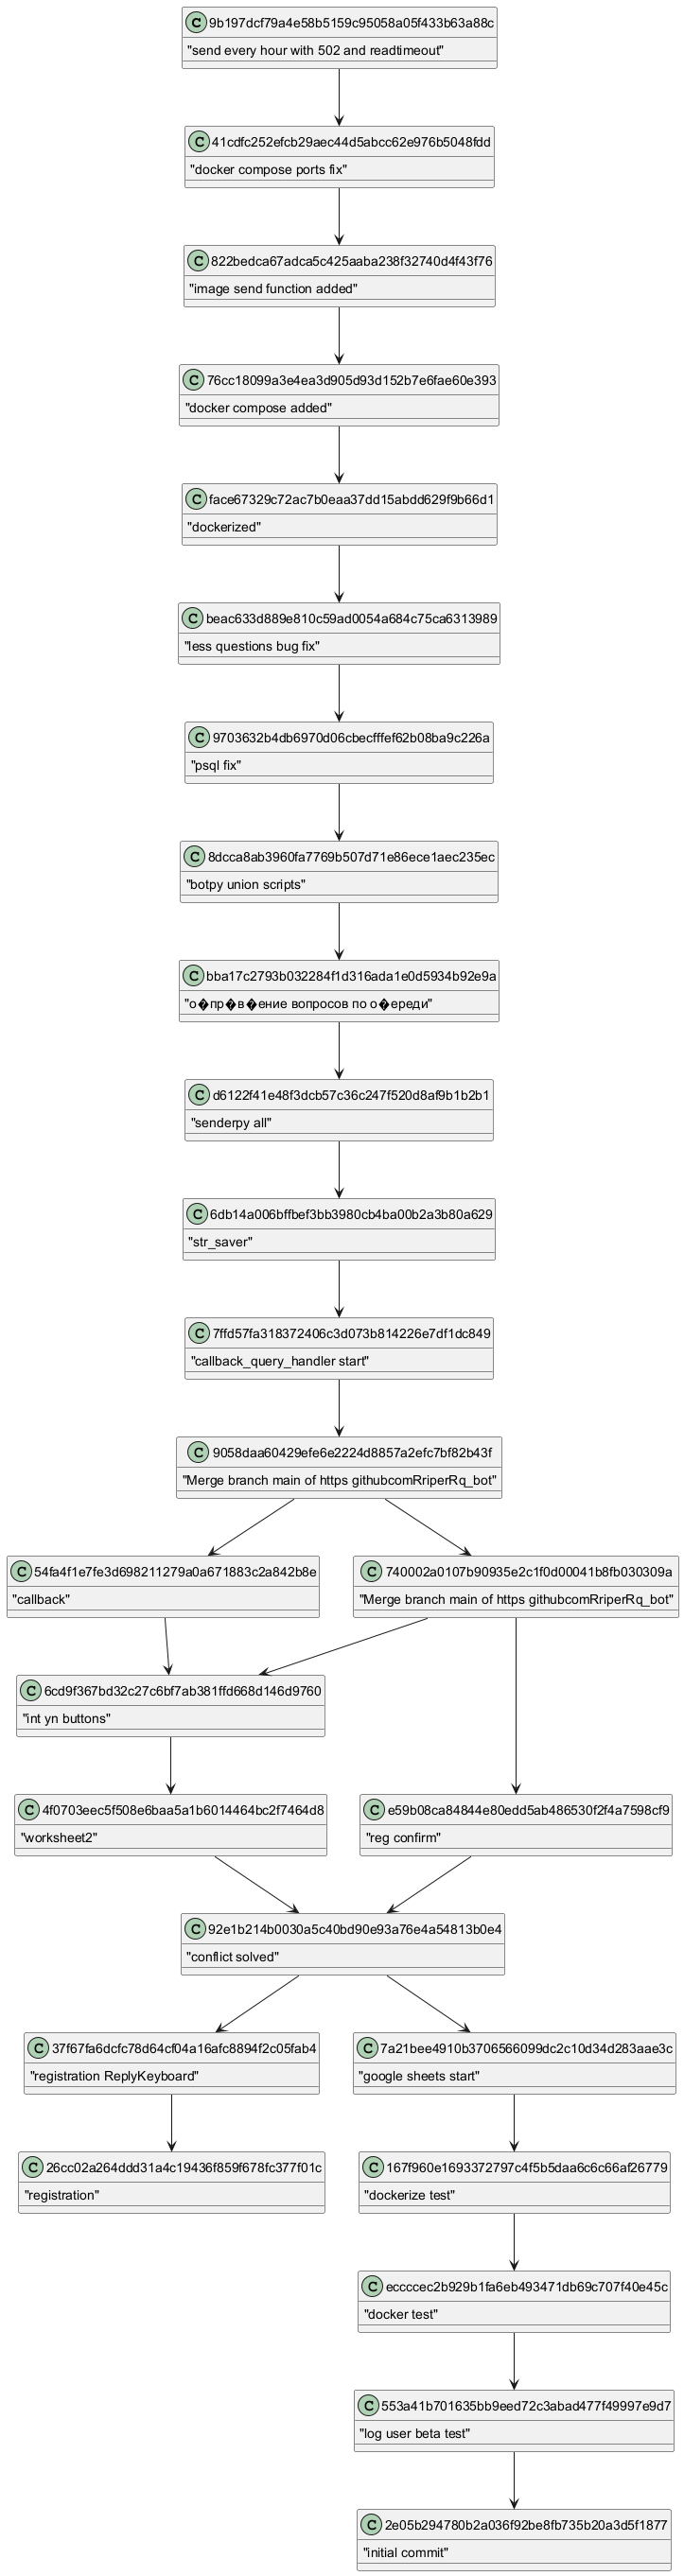 C 9b197dcf79a4e58b5159c95058a05f433b63a88c
"send every hour with 502 and readtimeout"
C 41cdfc252efcb29aec44d5abcc62e976b5048fdd
"docker compose ports fix"
C 822bedca67adca5c425aaba238f32740d4f43f76
"image send function added"
C 76cc18099a3e4ea3d905d93d152b7e6fae60e393
"docker compose added"
C face67329c72ac7b0eaa37dd15abdd629f9b66d1
"dockerized"
C beac633d889e810c59ad0054a684c75ca6313989
"less questions bug fix"
C 9703632b4db6970d06cbecfffef62b08ba9c226a
"psql fix"
C 8dcca8ab3960fa7769b507d71e86ece1aec235ec
"botpy union scripts"
C bba17c2793b032284f1d316ada1e0d5934b92e9a
"о�пр�в�ение вопросов по о�ереди"
C d6122f41e48f3dcb57c36c247f520d8af9b1b2b1
"senderpy all"
C 6db14a006bffbef3bb3980cb4ba00b2a3b80a629
"str_saver"
C 7ffd57fa318372406c3d073b814226e7df1dc849
"callback_query_handler start"
C 9058daa60429efe6e2224d8857a2efc7bf82b43f
"Merge branch main of https githubcomRriperRq_bot"
C 54fa4f1e7fe3d698211279a0a671883c2a842b8e
"callback"
C 740002a0107b90935e2c1f0d00041b8fb030309a
"Merge branch main of https githubcomRriperRq_bot"
C 6cd9f367bd32c27c6bf7ab381ffd668d146d9760
"int yn buttons"
C 4f0703eec5f508e6baa5a1b6014464bc2f7464d8
"worksheet2"
C e59b08ca84844e80edd5ab486530f2f4a7598cf9
"reg confirm"
C 92e1b214b0030a5c40bd90e93a76e4a54813b0e4
"conflict solved"
C 37f67fa6dcfc78d64cf04a16afc8894f2c05fab4
"registration ReplyKeyboard"
C 7a21bee4910b3706566099dc2c10d34d283aae3c
"google sheets start"
C 26cc02a264ddd31a4c19436f859f678fc377f01c
"registration"
C 167f960e1693372797c4f5b5daa6c6c66af26779
"dockerize test"
C eccccec2b929b1fa6eb493471db69c707f40e45c
"docker test"
C 553a41b701635bb9eed72c3abad477f49997e9d7
"log user beta test"
C 2e05b294780b2a036f92be8fb735b20a3d5f1877
"initial commit"